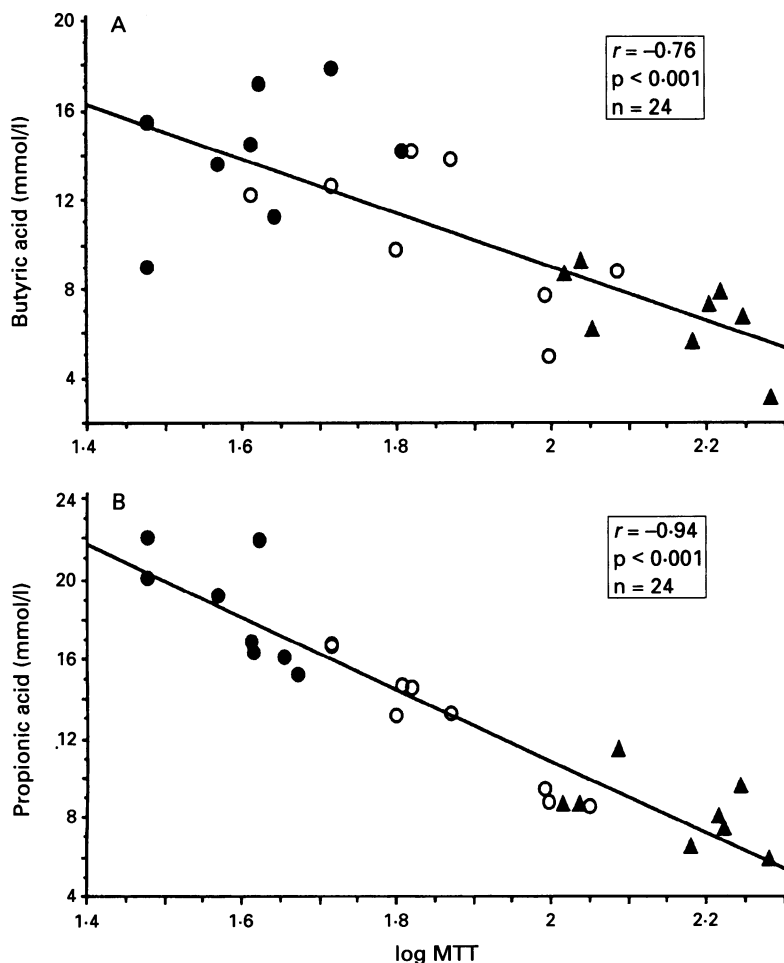 A
20
16
12
8
4
Butyric acid (mmol/l)
r = –0·76
p < 0·001
n = 24
1·4 1·6 1·8 2 2·2
B
24
20
16
12
8
4
Propionic acid (mmol/l)
r = –0·94
p < 0·001
n = 24
1·4 1·6 1·8 2 2·2
log MTT